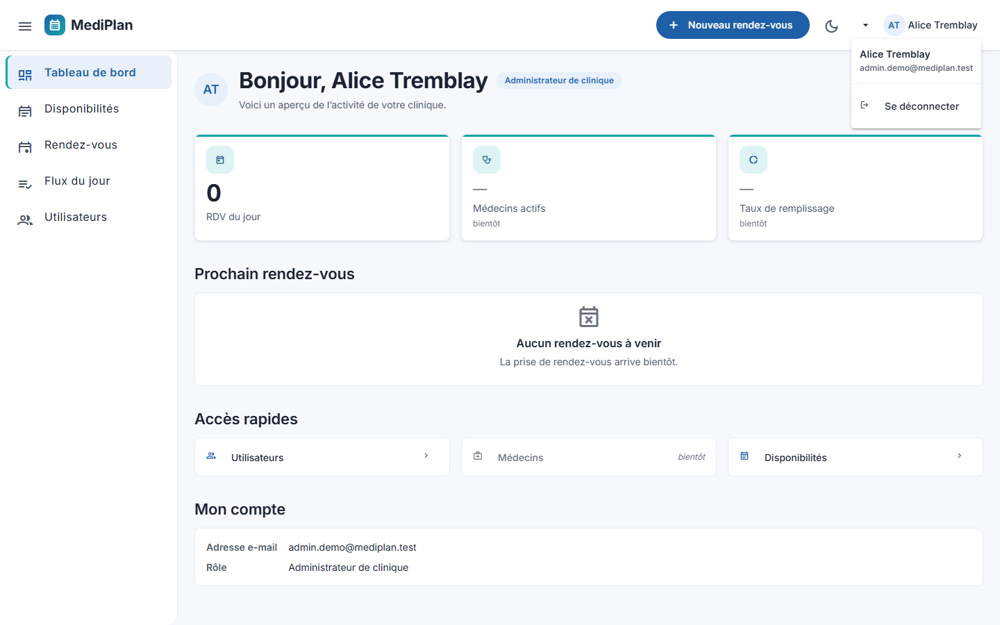 MediPlan
Nouveau rendez-vous
AT Alice Tremblay
Alice Tremblay
admin.demo@mediplan.test
Se déconnecter
Tableau de bord
Disponibilités
Rendez-vous
Flux du jour
Utilisateurs
AT
Bonjour, Alice Tremblay
Administrateur de clinique
Voici un aperçu de l’activité de votre clinique.
0
RDV du jour
—
Médecins actifs
bientôt
—
Taux de remplissage
bientôt
Prochain rendez-vous
Aucun rendez-vous à venir
La prise de rendez-vous arrive bientôt.
Accès rapides
Utilisateurs
Médecins
bientôt
Disponibilités
Mon compte
Adresse e-mail admin.demo@mediplan.test
Rôle Administrateur de clinique